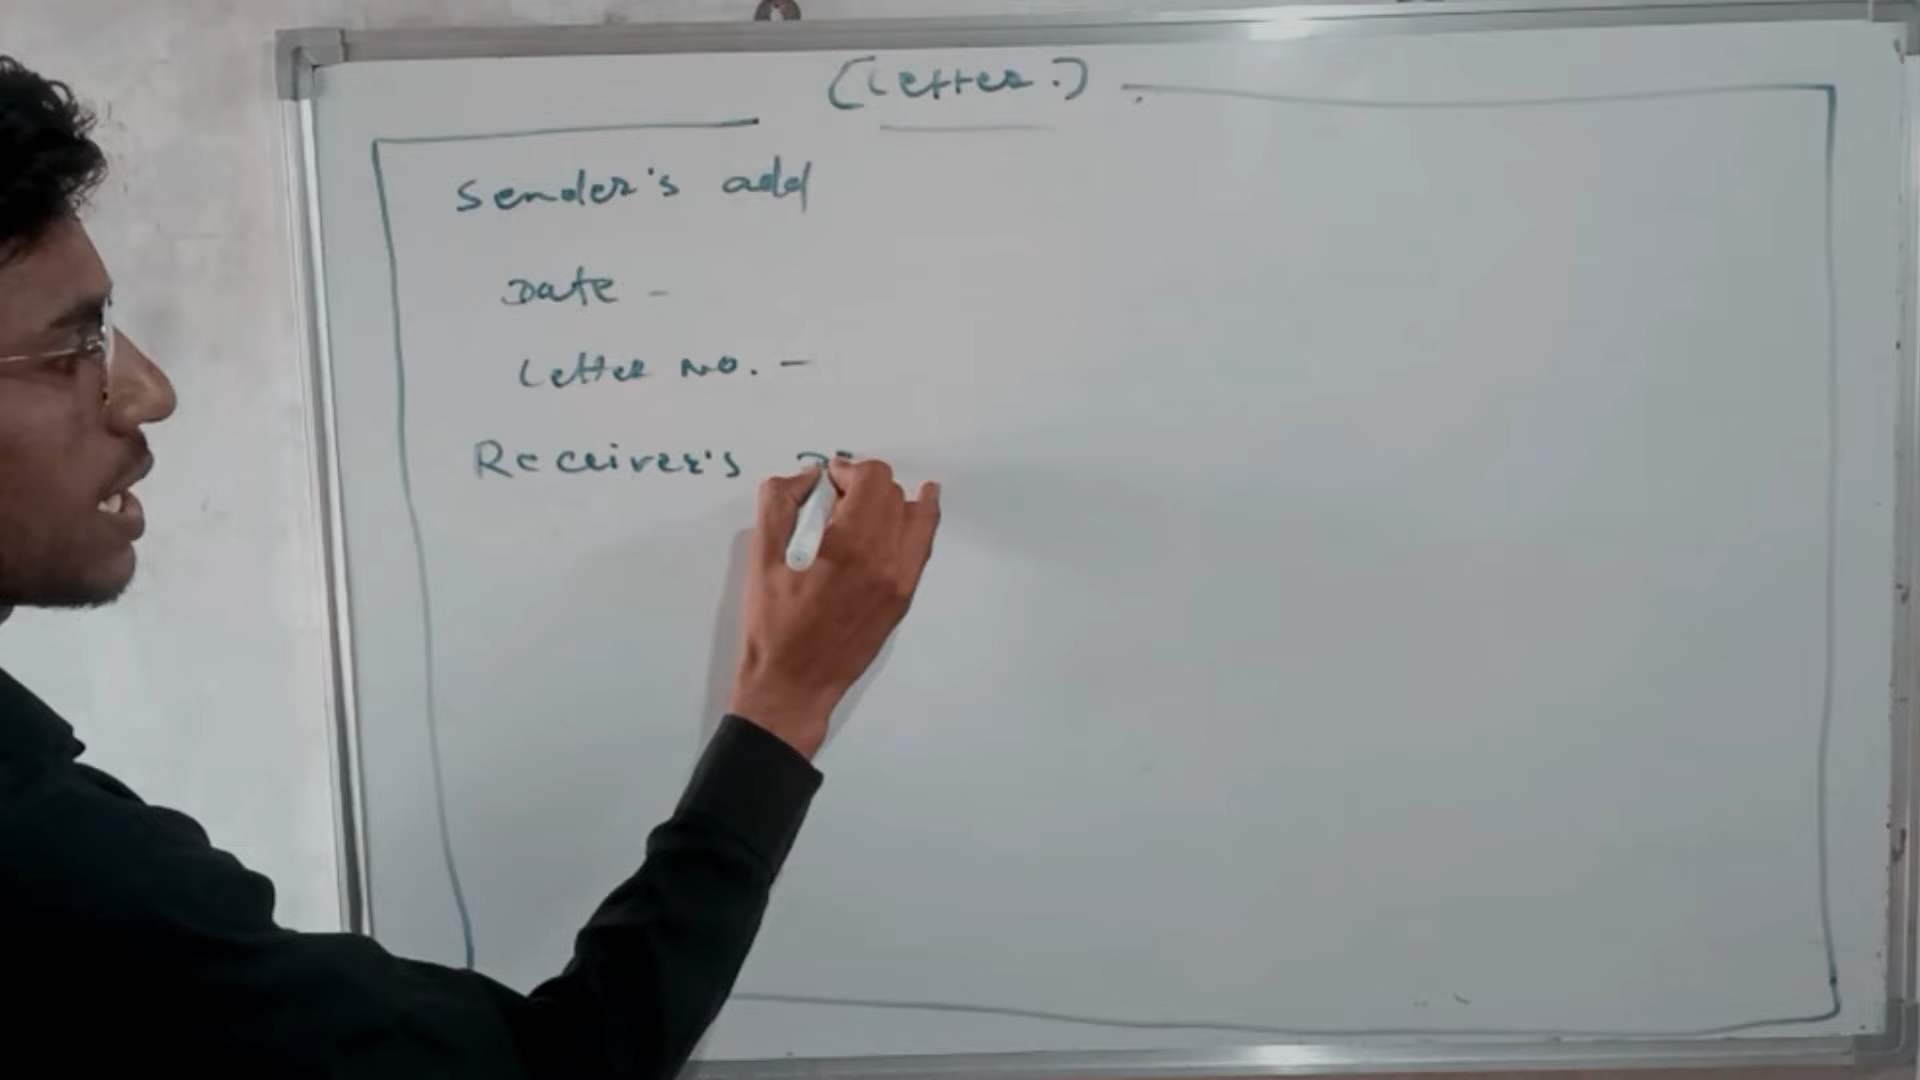 (Letter.)
Sender's add
Date -
Letter no. -
Receiver's